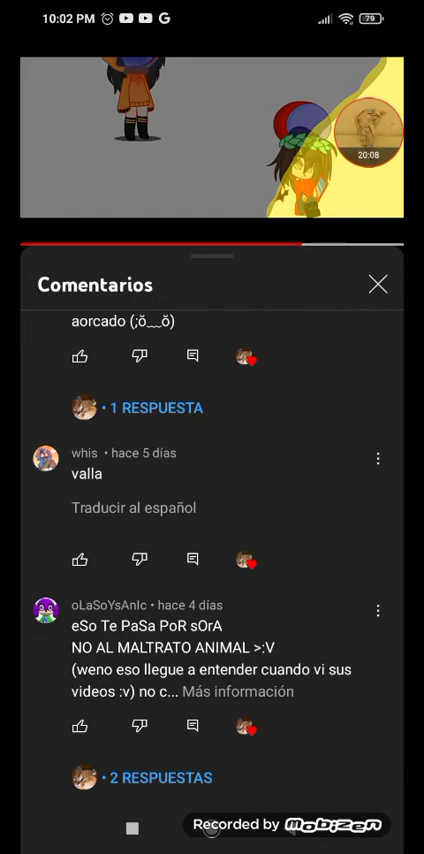 10:02 PM
79
20:08
Comentarios
aorcado (;ŏ﹏ŏ)
• 1 RESPUESTA
whis • hace 5 días
valla
Traducir al español
oLaSoYsAnIc • hace 4 días
eSo Te PaSa PoR sOrA
NO AL MALTRATO ANIMAL >:V
(weno eso llegue a entender cuando vi sus
videos :v) no c... Más información
• 2 RESPUESTAS
Recorded by MOBIZEN